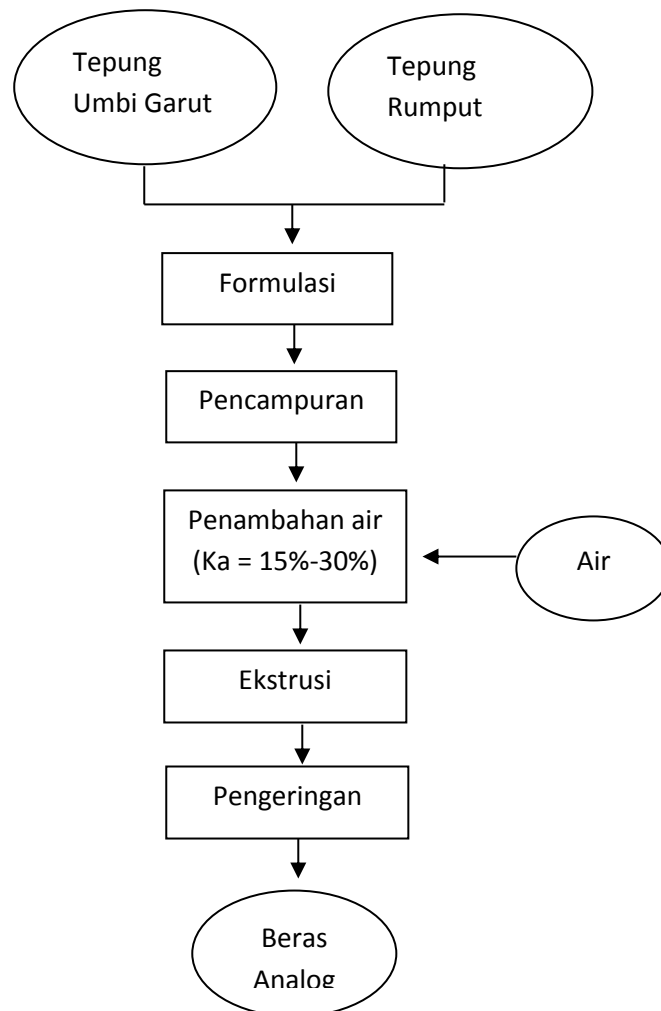 Tepung
Umbi Garut
Tepung
Rumput
Formulasi
Pencampuran
Penambahan air
(Ka = 15%-30%)
Air
Ekstrusi
Pengeringan
Beras
Analog